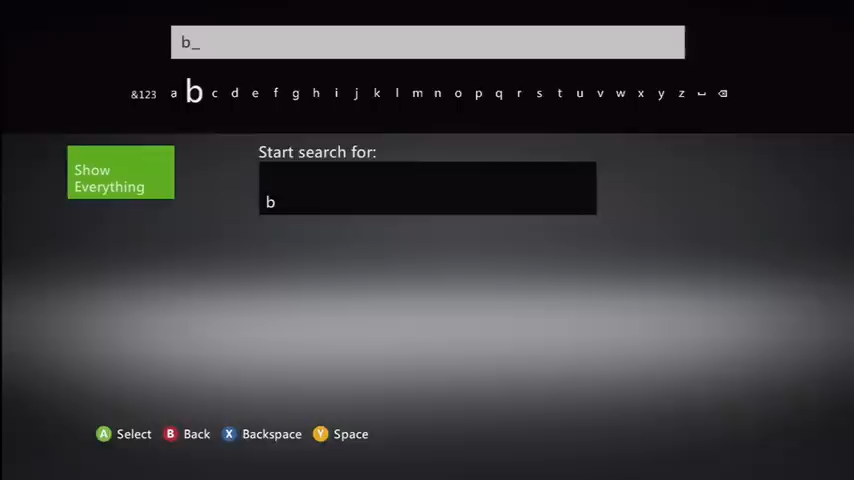 b_
&123 a b c d e f g h i j k l m n o p q r s t u v w x y z
Start search for:
Show
Everything
b
A Select B Back X Backspace Y Space